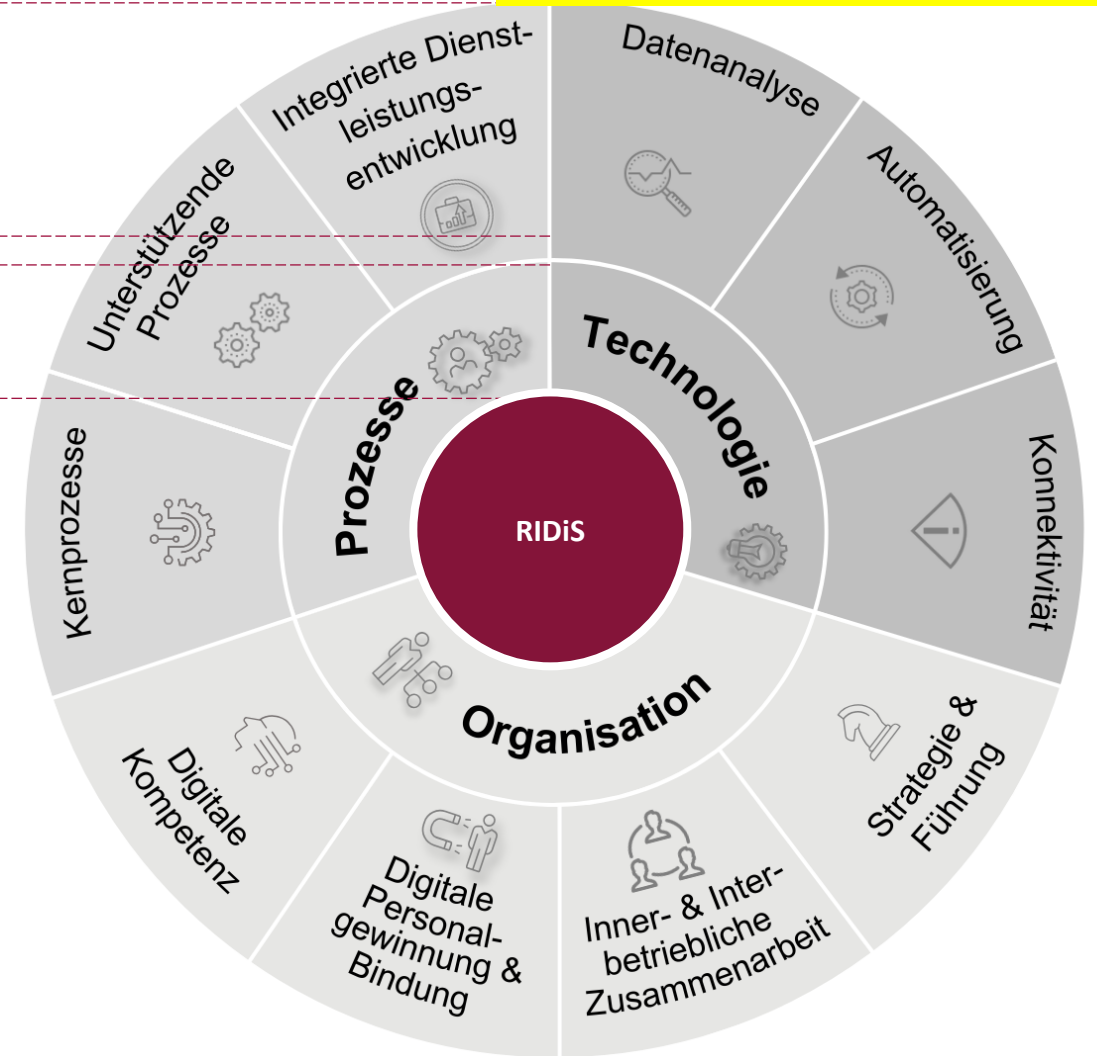 Integrierte Dienst-
leistungs-
entwicklung
Datenanalyse
Automatisierung
Konnektivität
Strategie &
Führung
Inner- & Inter-
betriebliche
Zusammenarbeit
Digitale
Personal-
gewinnung &
Bindung
Digitale
Kompetenz
Kernprozesse
Unterstützende
Prozesse
Prozesse
Technologie
Organisation
RIDiS